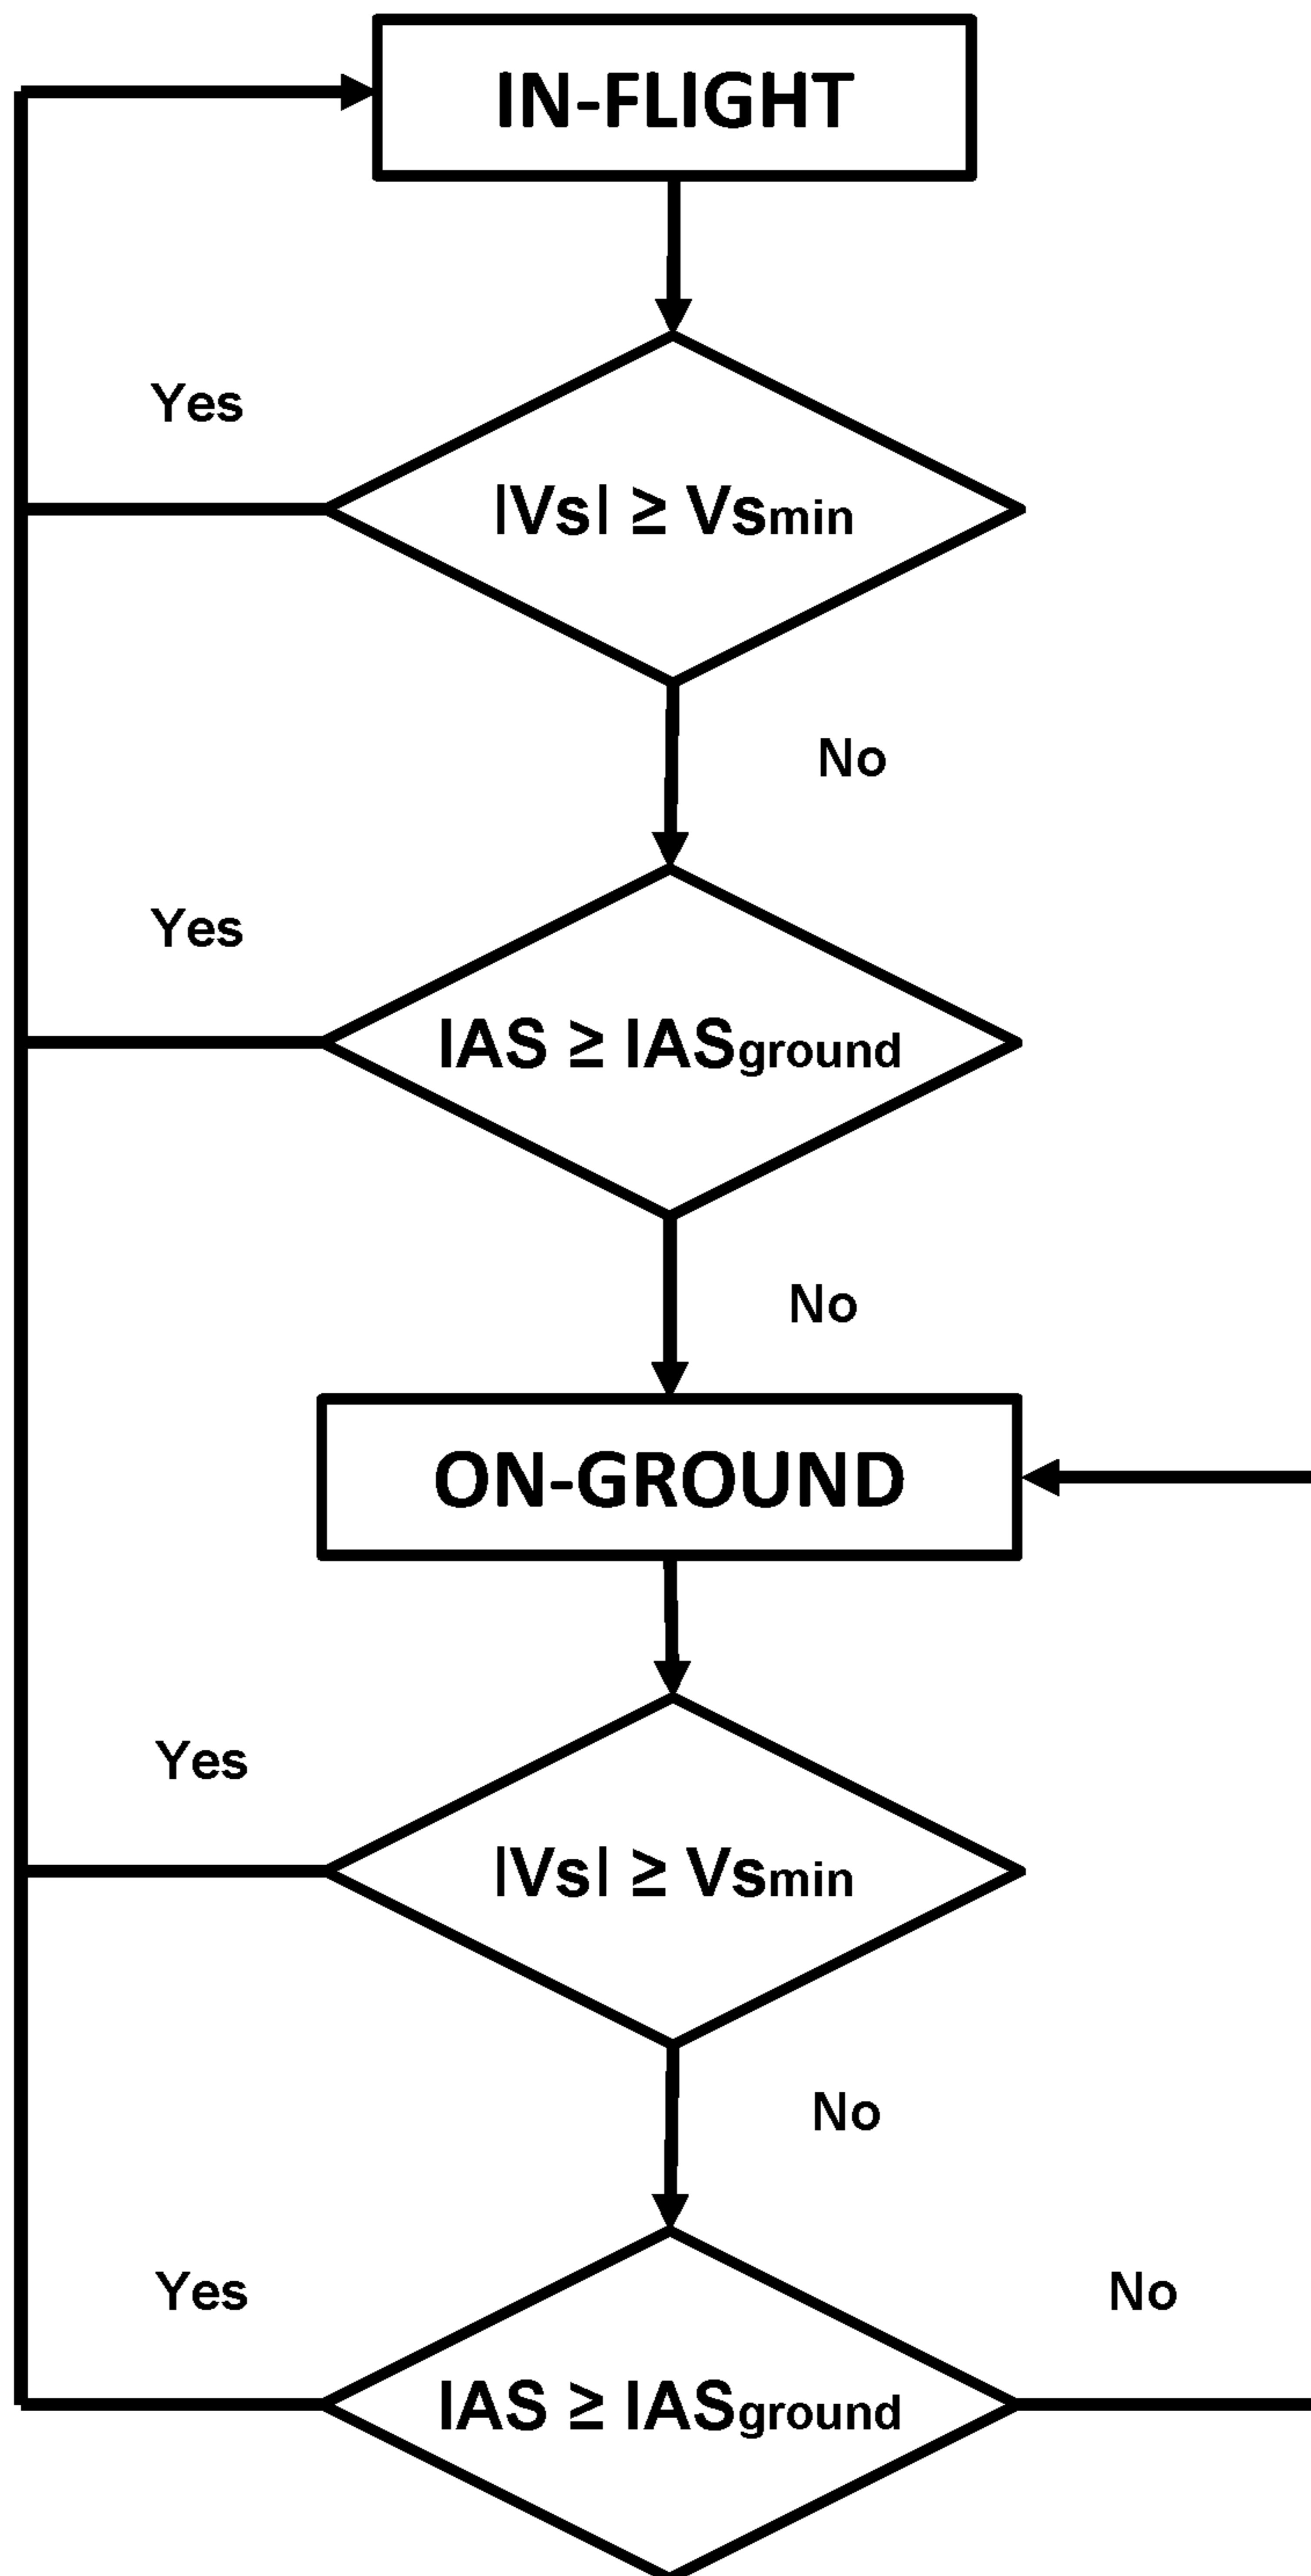 IN-FLIGHT
Yes
|Vs| ≥ Vsmin
No
Yes
IAS ≥ IASground
No
ON-GROUND
Yes
|Vs| ≥ Vsmin
No
Yes
No
IAS ≥ IASground